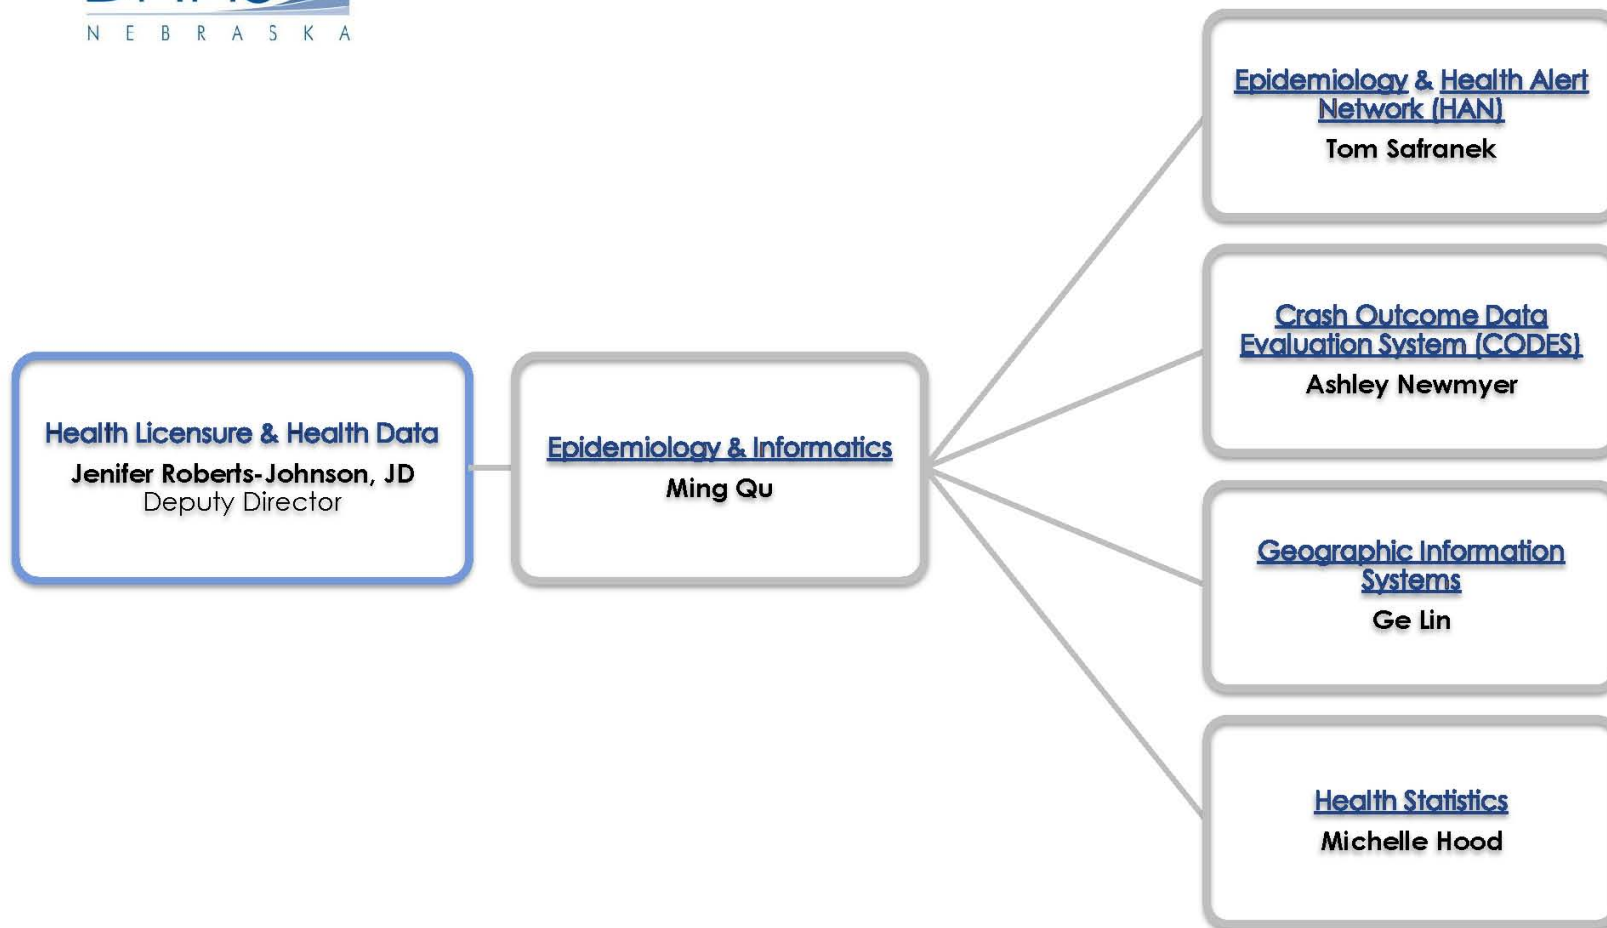 NEBRASKA
Epidemiology & Health Alert
Network (HAN)
Tom Safranek
Crash Outcome Data
Evaluation System (CODES)
Ashley Newmyer
Health Licensure & Health Data
Jenifer Roberts-Johnson, JD
Deputy Director
Epidemiology & Informatics
Ming Qu
Geographic Information
Systems
Ge Lin
Health Statistics
Michelle Hood